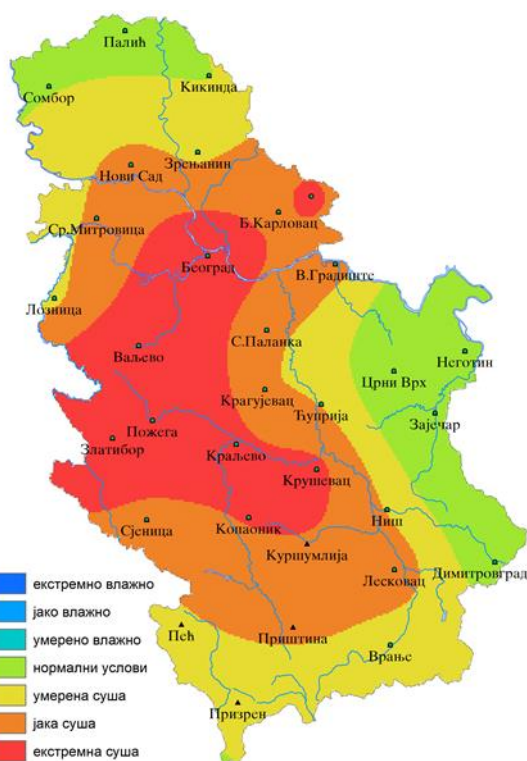 Палић
Сомбор
Кикинда
Зрењанин
Нови Сад
Ср.Митровица
Б.Карловац
Београд
В.Градиште
Лозница
С.Паланка
Ваљево
Неготин
Црни Врх
Крагујевац
Ћуприја
Зајечар
Пожега
Златибор
Краљево
Крушевац
Сјеница
Копаоник
Ниш
Куршумлија
Лесковац
Димитровград
Пећ
Приштина
Врање
Призрен
екстремно влажно
јако влажно
умерено влажно
нормални услови
умерена суша
јака суша
екстремна суша